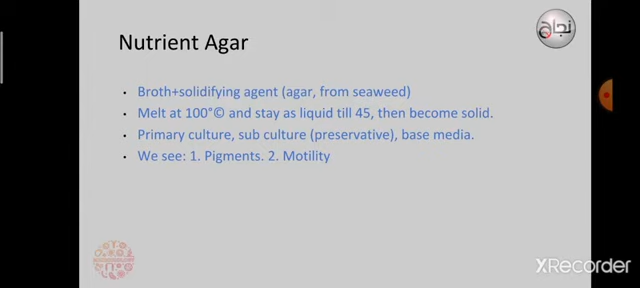 Nutrient Agar
نجاح
• Broth+solidifying agent (agar, from seaweed)
• Melt at 100°© and stay as liquid till 45, then become solid.
• Primary culture, sub culture (preservative), base media.
• We see: 1. Pigments. 2. Motility
XRecorder